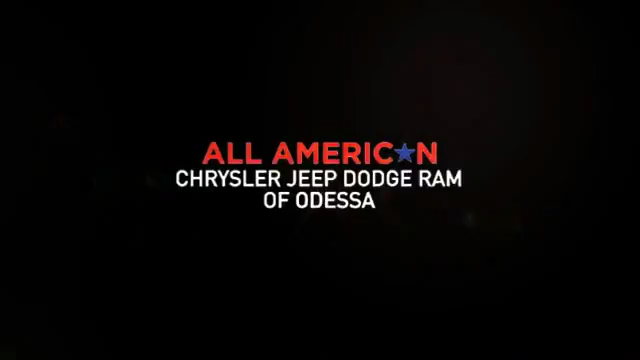 ALL AMERIC★N
CHRYSLER JEEP DODGE RAM
OF ODESSA